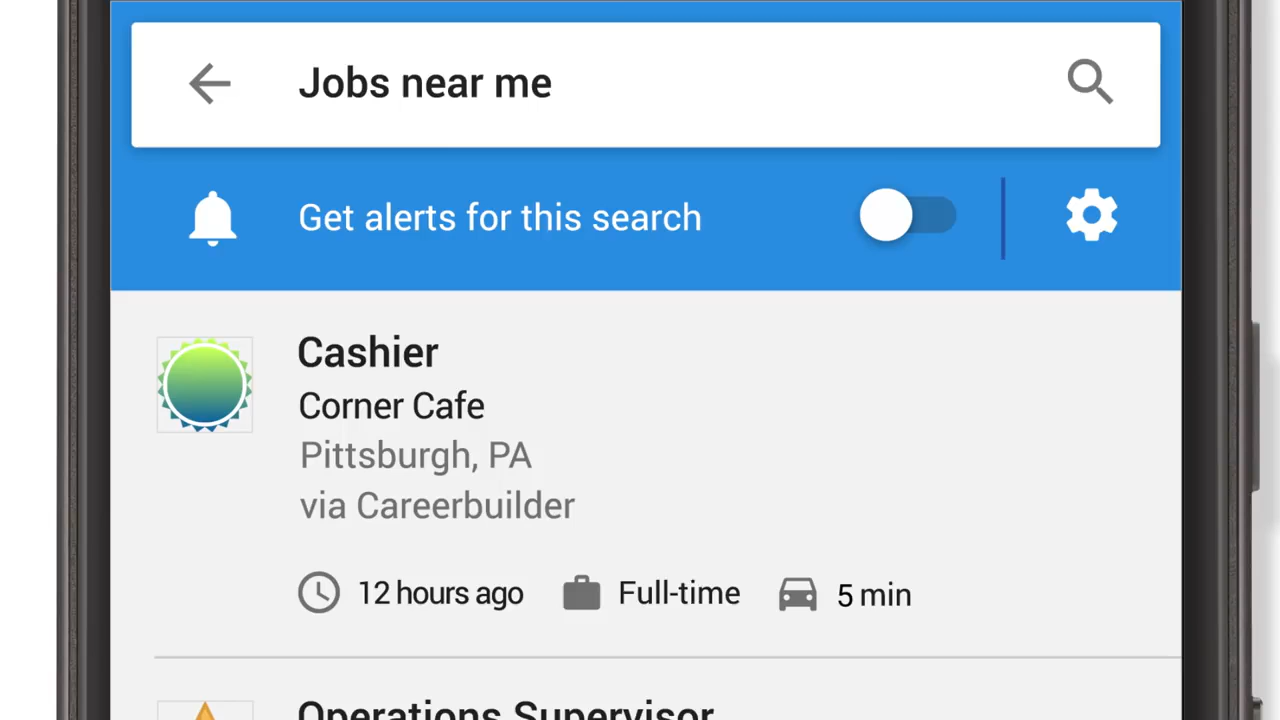 Jobs near me
Get alerts for this search
Cashier
Corner Cafe
Pittsburgh, PA
via Careerbuilder
12 hours ago Full-time 5 min
Operations Supervisor